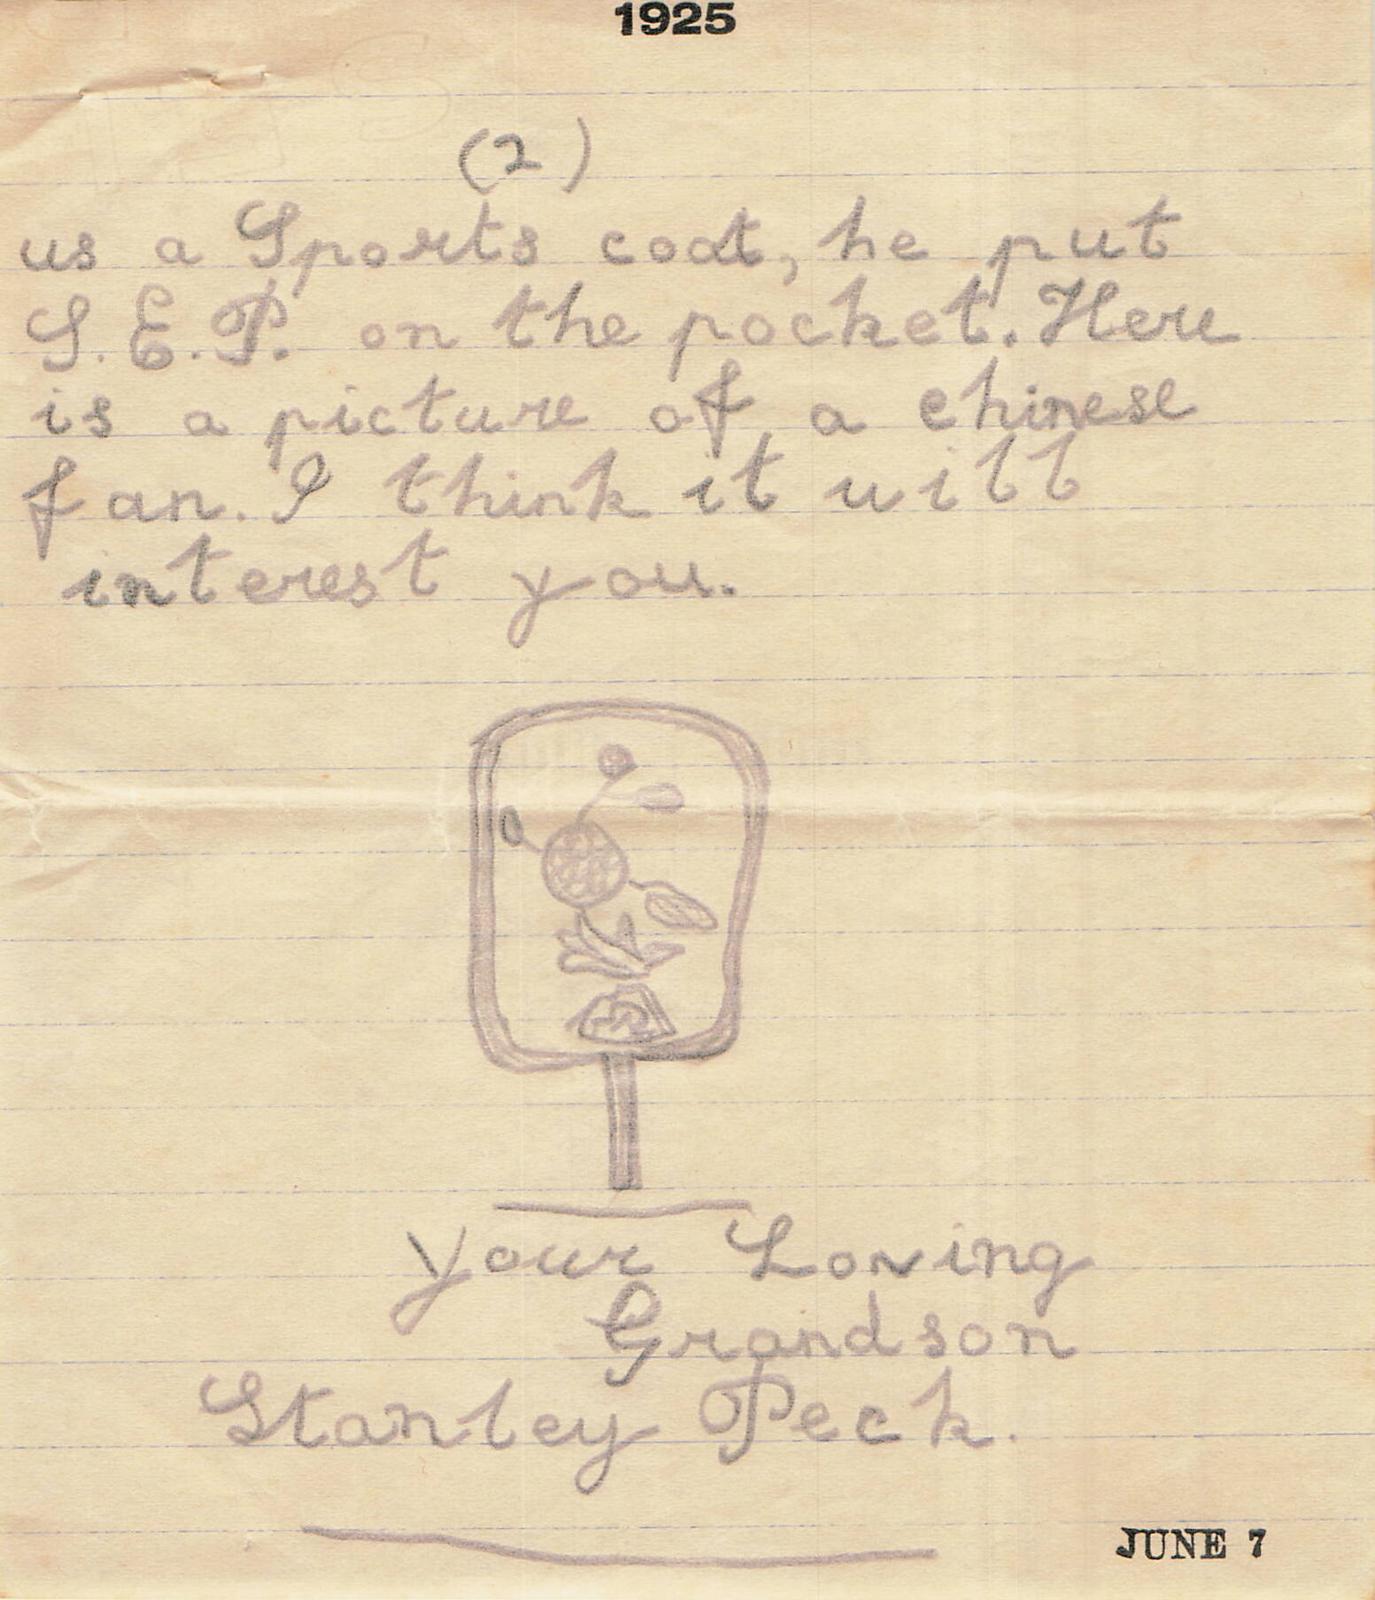 1925
(2)
us a Sports coat, he put
S.E.P. on the pocket. Here
is a picture of a chinese
fan. I think it will
interest you.
your Loving
Grandson
Stanley Peck.
JUNE 7